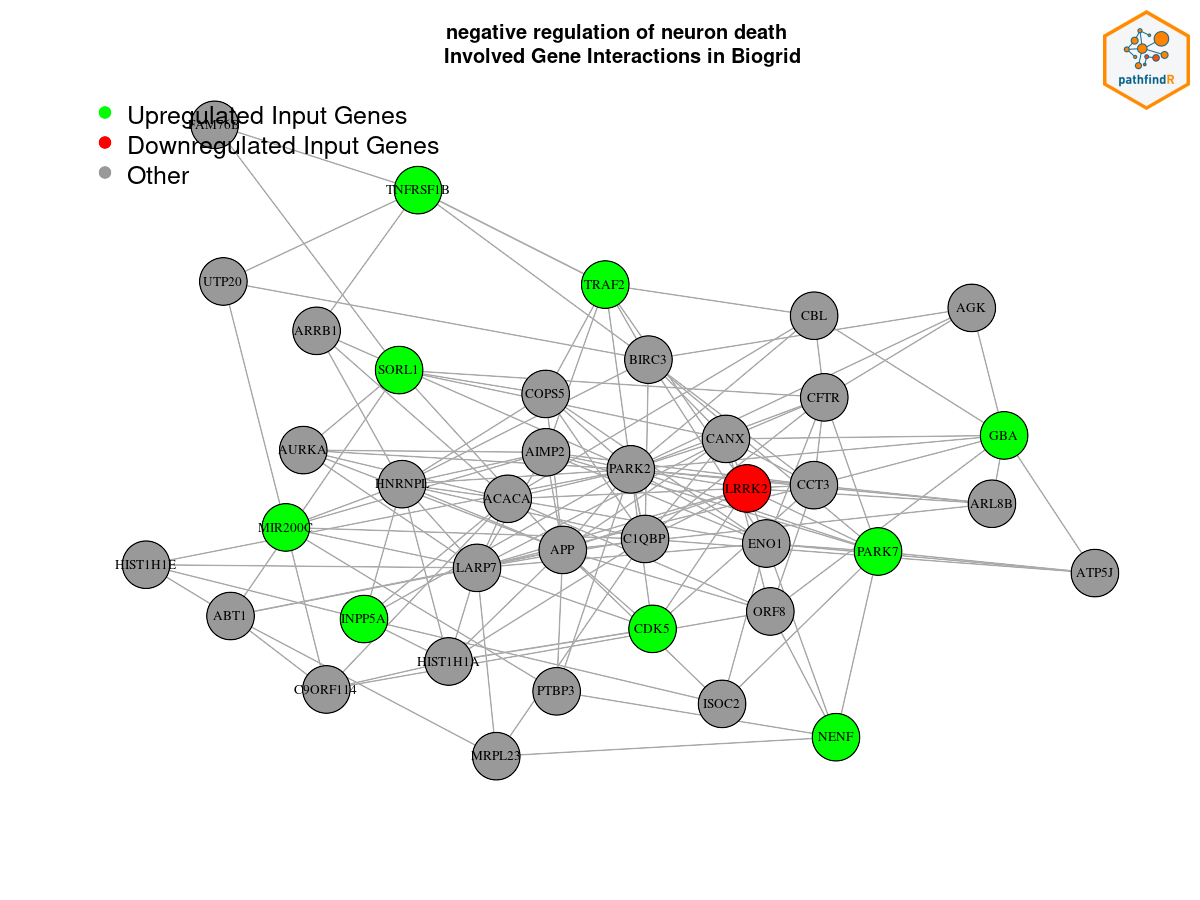 negative regulation of neuron death
Involved Gene Interactions in Biogrid
pathfindR
Upregulated Input Genes
Downregulated Input Genes
Other
FAM76B
TNFRSF1B
UTP20
TRAF2
ARRB1
CBL
AGK
SORL1
BIRC3
COPS5
CFTR
AURKA
AIMP2
CANX
GBA
HNRNPL
ACACA
PARK2
LRRK2
CCT3
ARL8B
MIR200C
HIST1H1E
LARP7
APP
C1QBP
ENO1
PARK7
ATP5J
ABT1
INPP5A
CDK5
ORF8
HIST1H1A
C9ORF114
PTBP3
ISOC2
MRPL23
NENF